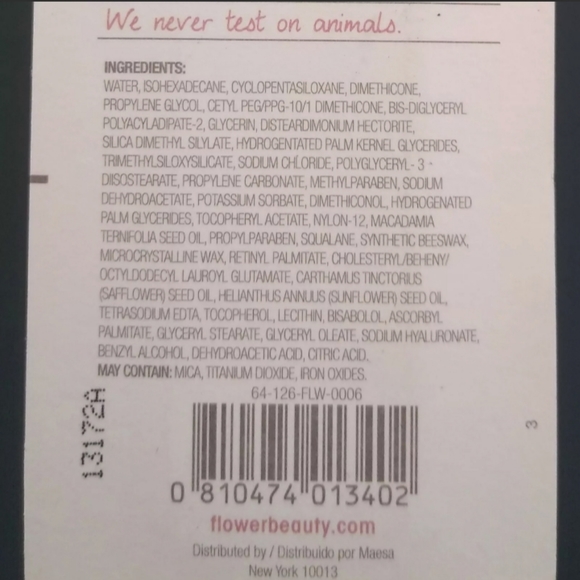 We never test on animals.
INGREDIENTS:
WATER, ISOHEXADECANE, CYCLOPENTASILOXANE, DIMETHICONE,
PROPYLENE GLYCOL, CETYL PEG/PPG-10/1 DIMETHICONE, BIS-DIGLYCERYL
POLYACYLADIPATE-2, GLYCERIN, DISTEARDIMONIUM HECTORITE,
SILICA DIMETHYL SILYLATE, HYDROGENTATED PALM KERNEL GLYCERIDES,
TRIMETHYLSILOXYSILICATE, SODIUM CHLORIDE, POLYGLYCERYL- 3 -
DIISOSTEARATE, PROPYLENE CARBONATE, METHYLPARABEN, SODIUM
DEHYDROACETATE, POTASSIUM SORBATE, DIMETHICONOL, HYDROGENATED
PALM GLYCERIDES, TOCOPHERYL ACETATE, NYLON-12, MACADAMIA
TERNIFOLIA SEED OIL, PROPYLPARABEN, SQUALANE, SYNTHETIC BEESWAX,
MICROCRYSTALLINE WAX, RETINYL PALMITATE, CHOLESTERYL/BEHENY/
OCTYLDODECYL LAUROYL GLUTAMATE, CARTHAMUS TINCTORIUS
(SAFFLOWER) SEED OIL, HELIANTHUS ANNUUS (SUNFLOWER) SEED OIL,
TETRASODIUM EDTA, TOCOPHEROL, LECITHIN, BISABOLOL, ASCORBYL
PALMITATE, GLYCERYL STEARATE, GLYCERYL OLEATE, SODIUM HYALURONATE,
BENZYL ALCOHOL, DEHYDROACETIC ACID, CITRIC ACID.
MAY CONTAIN: MICA, TITANIUM DIOXIDE, IRON OXIDES.
64-126-FLW-0006
13172A
3
0 810474 013402
flowerbeauty.com
Distributed by / Distribuido por Maesa
New York 10013